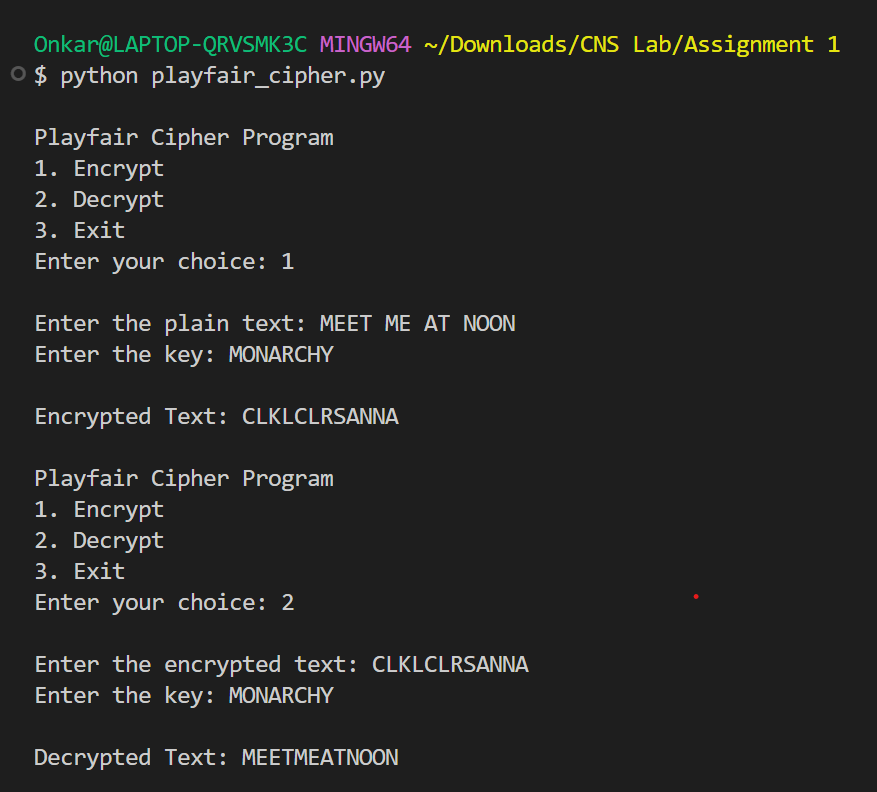 Onkar@LAPTOP-QRVSMK3C MINGW64 ~/Downloads/CNS Lab/Assignment 1
$ python playfair_cipher.py
Playfair Cipher Program
1. Encrypt
2. Decrypt
3. Exit
Enter your choice: 1
Enter the plain text: MEET ME AT NOON
Enter the key: MONARCHY
Encrypted Text: CLKLCLRSANNA
Playfair Cipher Program
1. Encrypt
2. Decrypt
3. Exit
Enter your choice: 2
Enter the encrypted text: CLKLCLRSANNA
Enter the key: MONARCHY
Decrypted Text: MEETMEATNOON